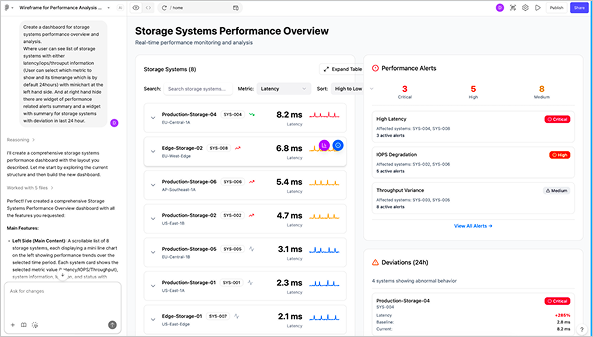 Wireframe for Performance Analysis ...
/ home
Publish
Share
Create a dashbaord for storage
systems performance overview and
analysis.
Where user can see list of storage
systems with either
latency/iops/throuput information
(User can select which metric to
show and its timerange which is by
default 24hours) with minichart at the
left hand side. And at right hand side
there are widget of performance
related alerts summary and a widget
with summary for storage systems
with deviation in last 24 hour.
Reasoning
I'll create a comprehensive storage
systems performance dashboard with
the layout you described. Let me
start by exploring the current
structure and then build the new
dashboard.
Worked with 5 files
Perfect! I've created a comprehensive Storage
Systems Performance Overview dashboard with
all the features you requested:
Main Features:
Left Side (Main Content): A scrollable list of 8
storage systems, each displaying a mini line chart
on the left showing performance trends over the
selected time period. Each system card shows the
selected metric value (Latency/IOPS/Throughput),
system information, and status with
Ask for changes
Storage Systems Performance Overview
Real-time performance monitoring and analysis
Storage Systems (8)
Expand Table
Search:
Search storage systems...
Metric:
Latency
Sort:
High to Low
Production-Storage-04
SYS-004
EU-Central-1A
8.2 ms
Latency
Edge-Storage-02
SYS-008
EU-West-Edge
6.8 ms
Latency
Production-Storage-06
SYS-006
AP-Southeast-1A
5.4 ms
Latency
Production-Storage-02
SYS-002
US-East-1B
4.7 ms
Latency
Production-Storage-05
SYS-005
EU-Central-1B
3.1 ms
Latency
Production-Storage-01
SYS-001
US-East-1A
2.3 ms
Latency
Edge-Storage-01
SYS-007
US-East-Edge
2.1 ms
Latency
Performance Alerts
3
Critical
5
High
8
Medium
High Latency
Critical
Affected systems: SYS-004, SYS-006
3 active alerts
IOPS Degradation
High
Affected systems: SYS-002, SYS-006
5 active alerts
Throughput Variance
Medium
Affected systems: SYS-003, SYS-005
8 active alerts
View All Alerts →
Deviations (24h)
4 systems showing abnormal behavior
Production-Storage-04
Critical
Latency
+286%
Baseline:
2.8 ms
Current:
8.2 ms
?